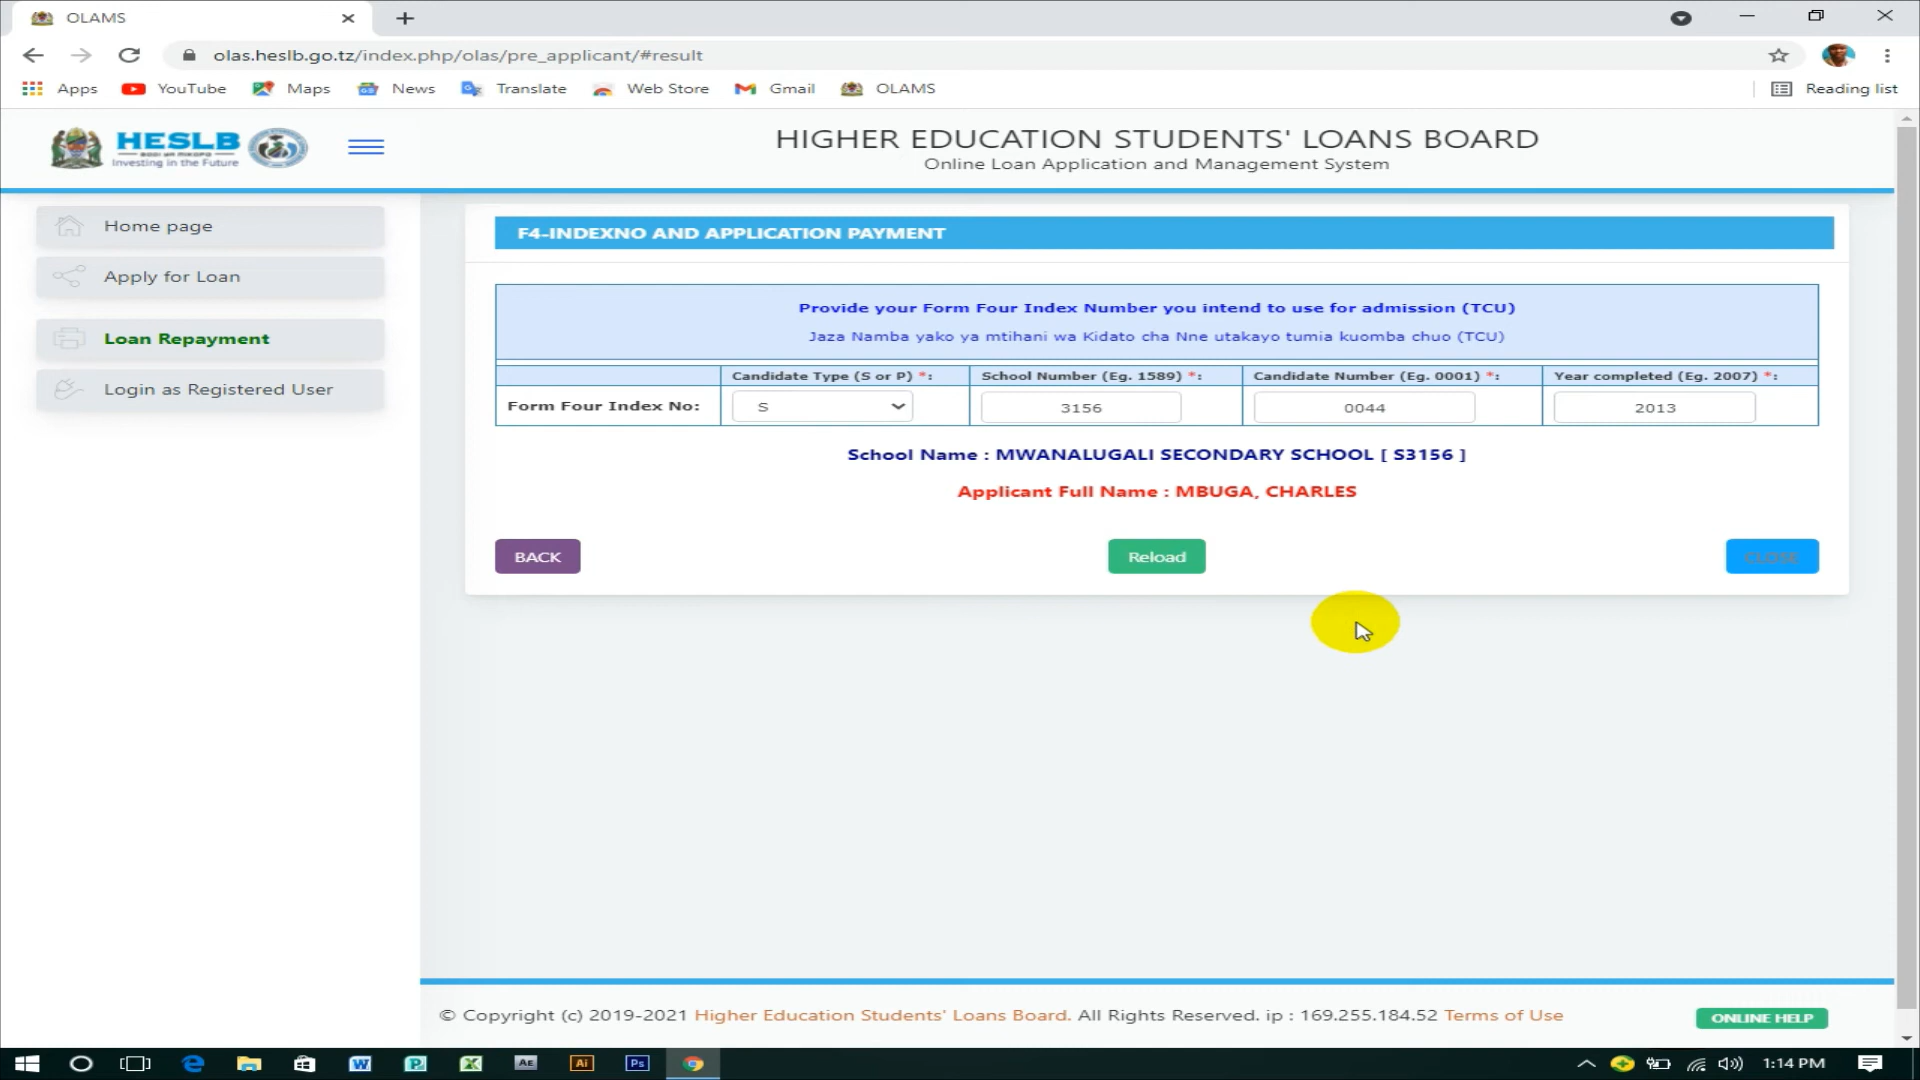 OLAMS
olas.heslb.go.tz/index.php/olas/pre_applicant/#result
Apps YouTube Maps News Translate Web Store Gmail OLAMS Reading list
HESLB
BODI YA MIKOPO
Investing in the Future
HIGHER EDUCATION STUDENTS' LOANS BOARD
Online Loan Application and Management System
Home page
Apply for Loan
Loan Repayment
Login as Registered User
F4-INDEXNO AND APPLICATION PAYMENT
Provide your Form Four Index Number you intend to use for admission (TCU)
Jaza Namba yako ya mtihani wa Kidato cha Nne utakayo tumia kuomba chuo (TCU)
Candidate Type (S or P) *: School Number (Eg. 1589) *: Candidate Number (Eg. 0001) *: Year completed (Eg. 2007) *:
Form Four Index No: S 3156 0044 2013
School Name : MWANALUGALI SECONDARY SCHOOL [ S3156 ]
Applicant Full Name : MBUGA, CHARLES
BACK Reload CLOSE
© Copyright (c) 2019-2021 Higher Education Students' Loans Board. All Rights Reserved. ip : 169.255.184.52 Terms of Use
ONLINE HELP
W P X AE Ai Ps 1:14 PM